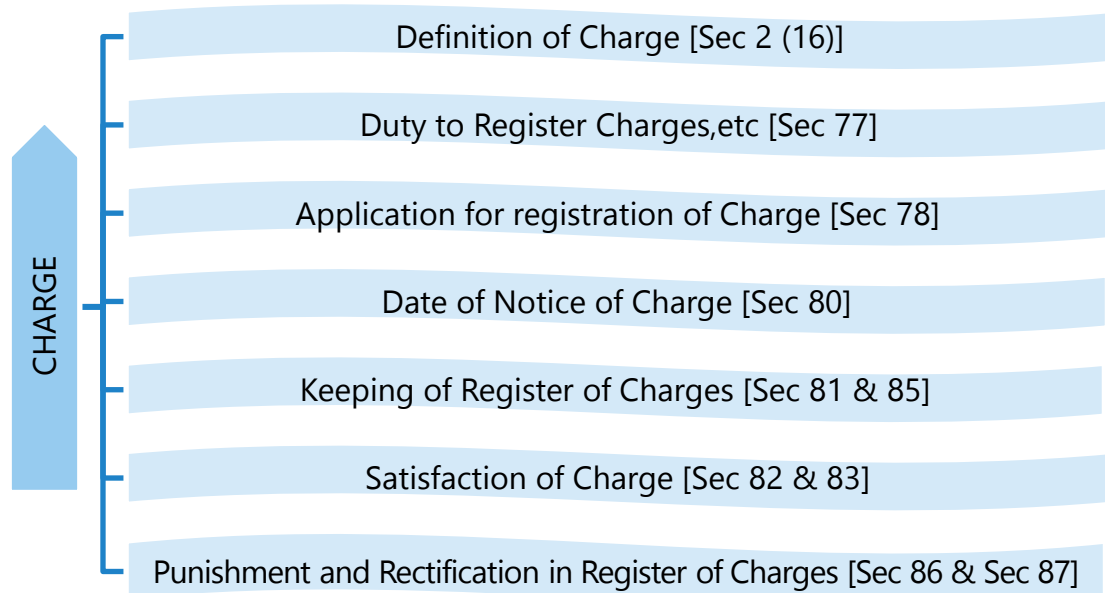 CHARGE
Definition of Charge [Sec 2 (16)]
Duty to Register Charges,etc [Sec 77]
Application for registration of Charge [Sec 78]
Date of Notice of Charge [Sec 80]
Keeping of Register of Charges [Sec 81 & 85]
Satisfaction of Charge [Sec 82 & 83]
Punishment and Rectification in Register of Charges [Sec 86 & Sec 87]